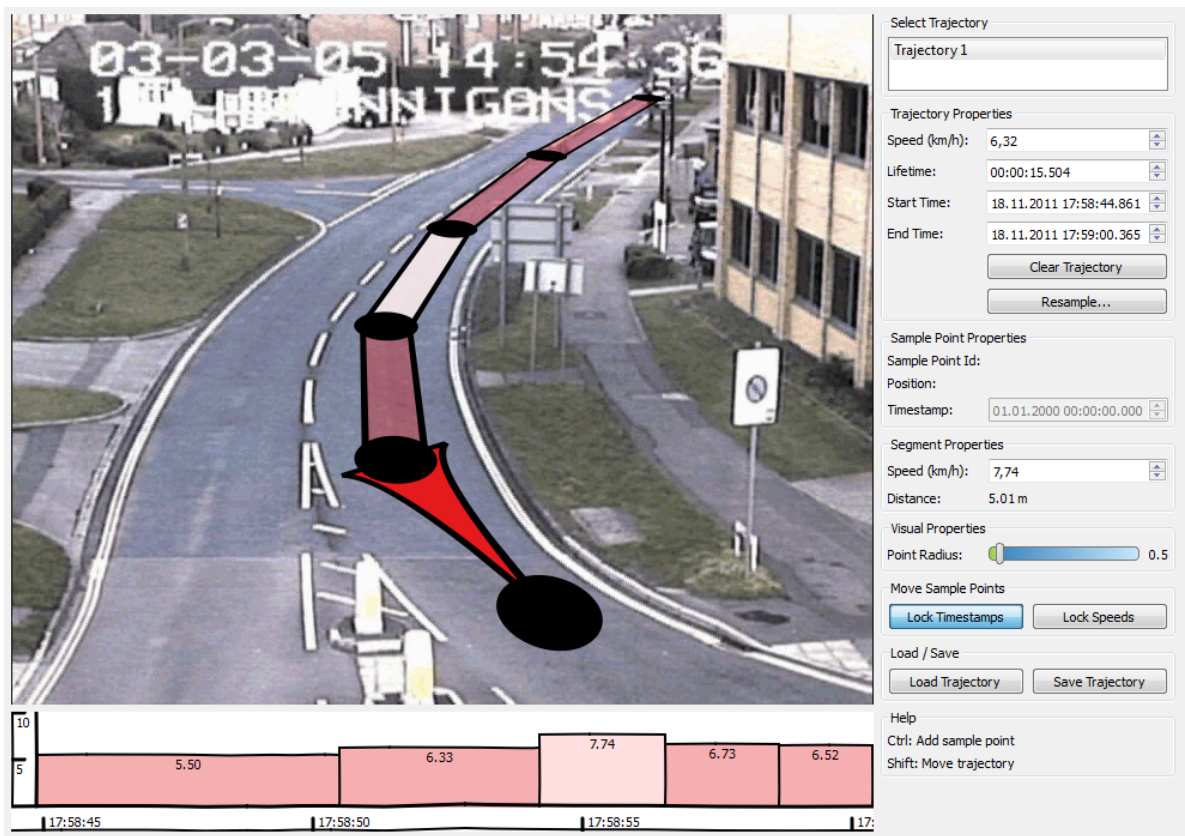 03-03-05 14:54:36
Select Trajectory
Trajectory 1
Trajectory Properties
Speed (km/h): 6,32
Lifetime: 00:00:15.504
Start Time: 18.11.2011 17:58:44.861
End Time: 18.11.2011 17:59:00.365
Clear Trajectory
Resample...
Sample Point Properties
Sample Point Id:
Position:
Timestamp: 01.01.2000 00:00:00.000
Segment Properties
Speed (km/h): 7,74
Distance: 5.01 m
Visual Properties
Point Radius: 0.5
Move Sample Points
Lock Timestamps Lock Speeds
Load / Save
Load Trajectory Save Trajectory
Help
Ctrl: Add sample point
Shift: Move trajectory
10
5
5.50 6.33 7.74 6.73 6.52
17:58:45 17:58:50 17:58:55 17: